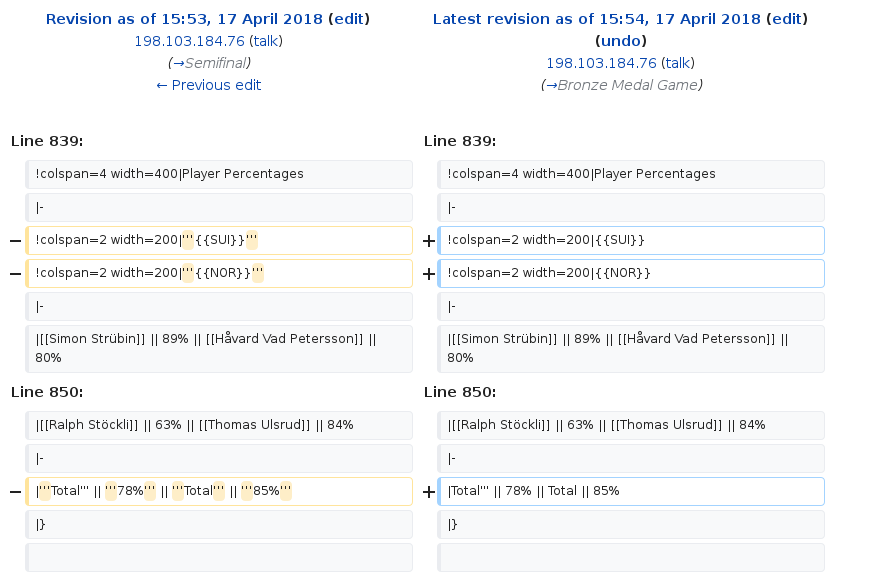 Revision as of 15:53, 17 April 2018 (edit)
198.103.184.76 (talk)
(→Semifinal)
← Previous edit
Latest revision as of 15:54, 17 April 2018 (edit)
(undo)
198.103.184.76 (talk)
(→Bronze Medal Game)
Line 839:
Line 839:
!colspan=4 width=400|Player Percentages
!colspan=4 width=400|Player Percentages
|-
|-
− !colspan=2 width=200|'''{{SUI}}'''
+ !colspan=2 width=200|{{SUI}}
− !colspan=2 width=200|'''{{NOR}}'''
+ !colspan=2 width=200|{{NOR}}
|-
|-
|[[Simon Strübin]] || 89% || [[Håvard Vad Petersson]] ||
80%
|[[Simon Strübin]] || 89% || [[Håvard Vad Petersson]] ||
80%
Line 850:
Line 850:
|[[Ralph Stöckli]] || 63% || [[Thomas Ulsrud]] || 84%
|[[Ralph Stöckli]] || 63% || [[Thomas Ulsrud]] || 84%
|-
|-
− |'''Total''' || '''78%''' || '''Total''' || '''85%'''
+ |Total''' || 78% || Total || 85%
|}
|}